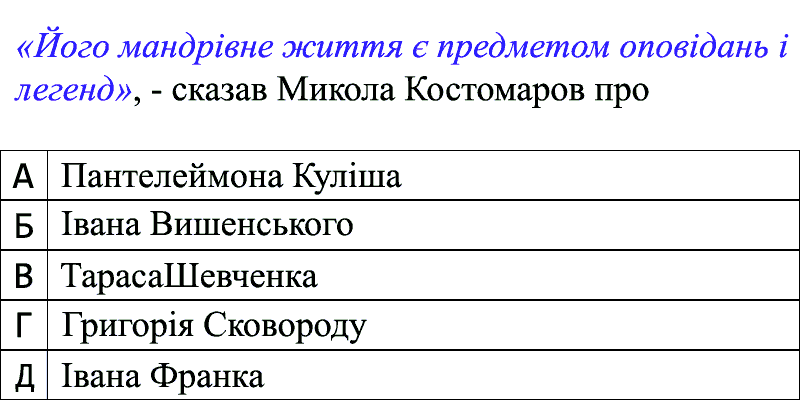 «Його мандрівне життя є предметом оповідань і
легенд», - сказав Микола Костомаров про
А Пантелеймона Куліша
Б Івана Вишенського
В ТарасаШевченка
Г Григорія Сковороду
Д Івана Франка